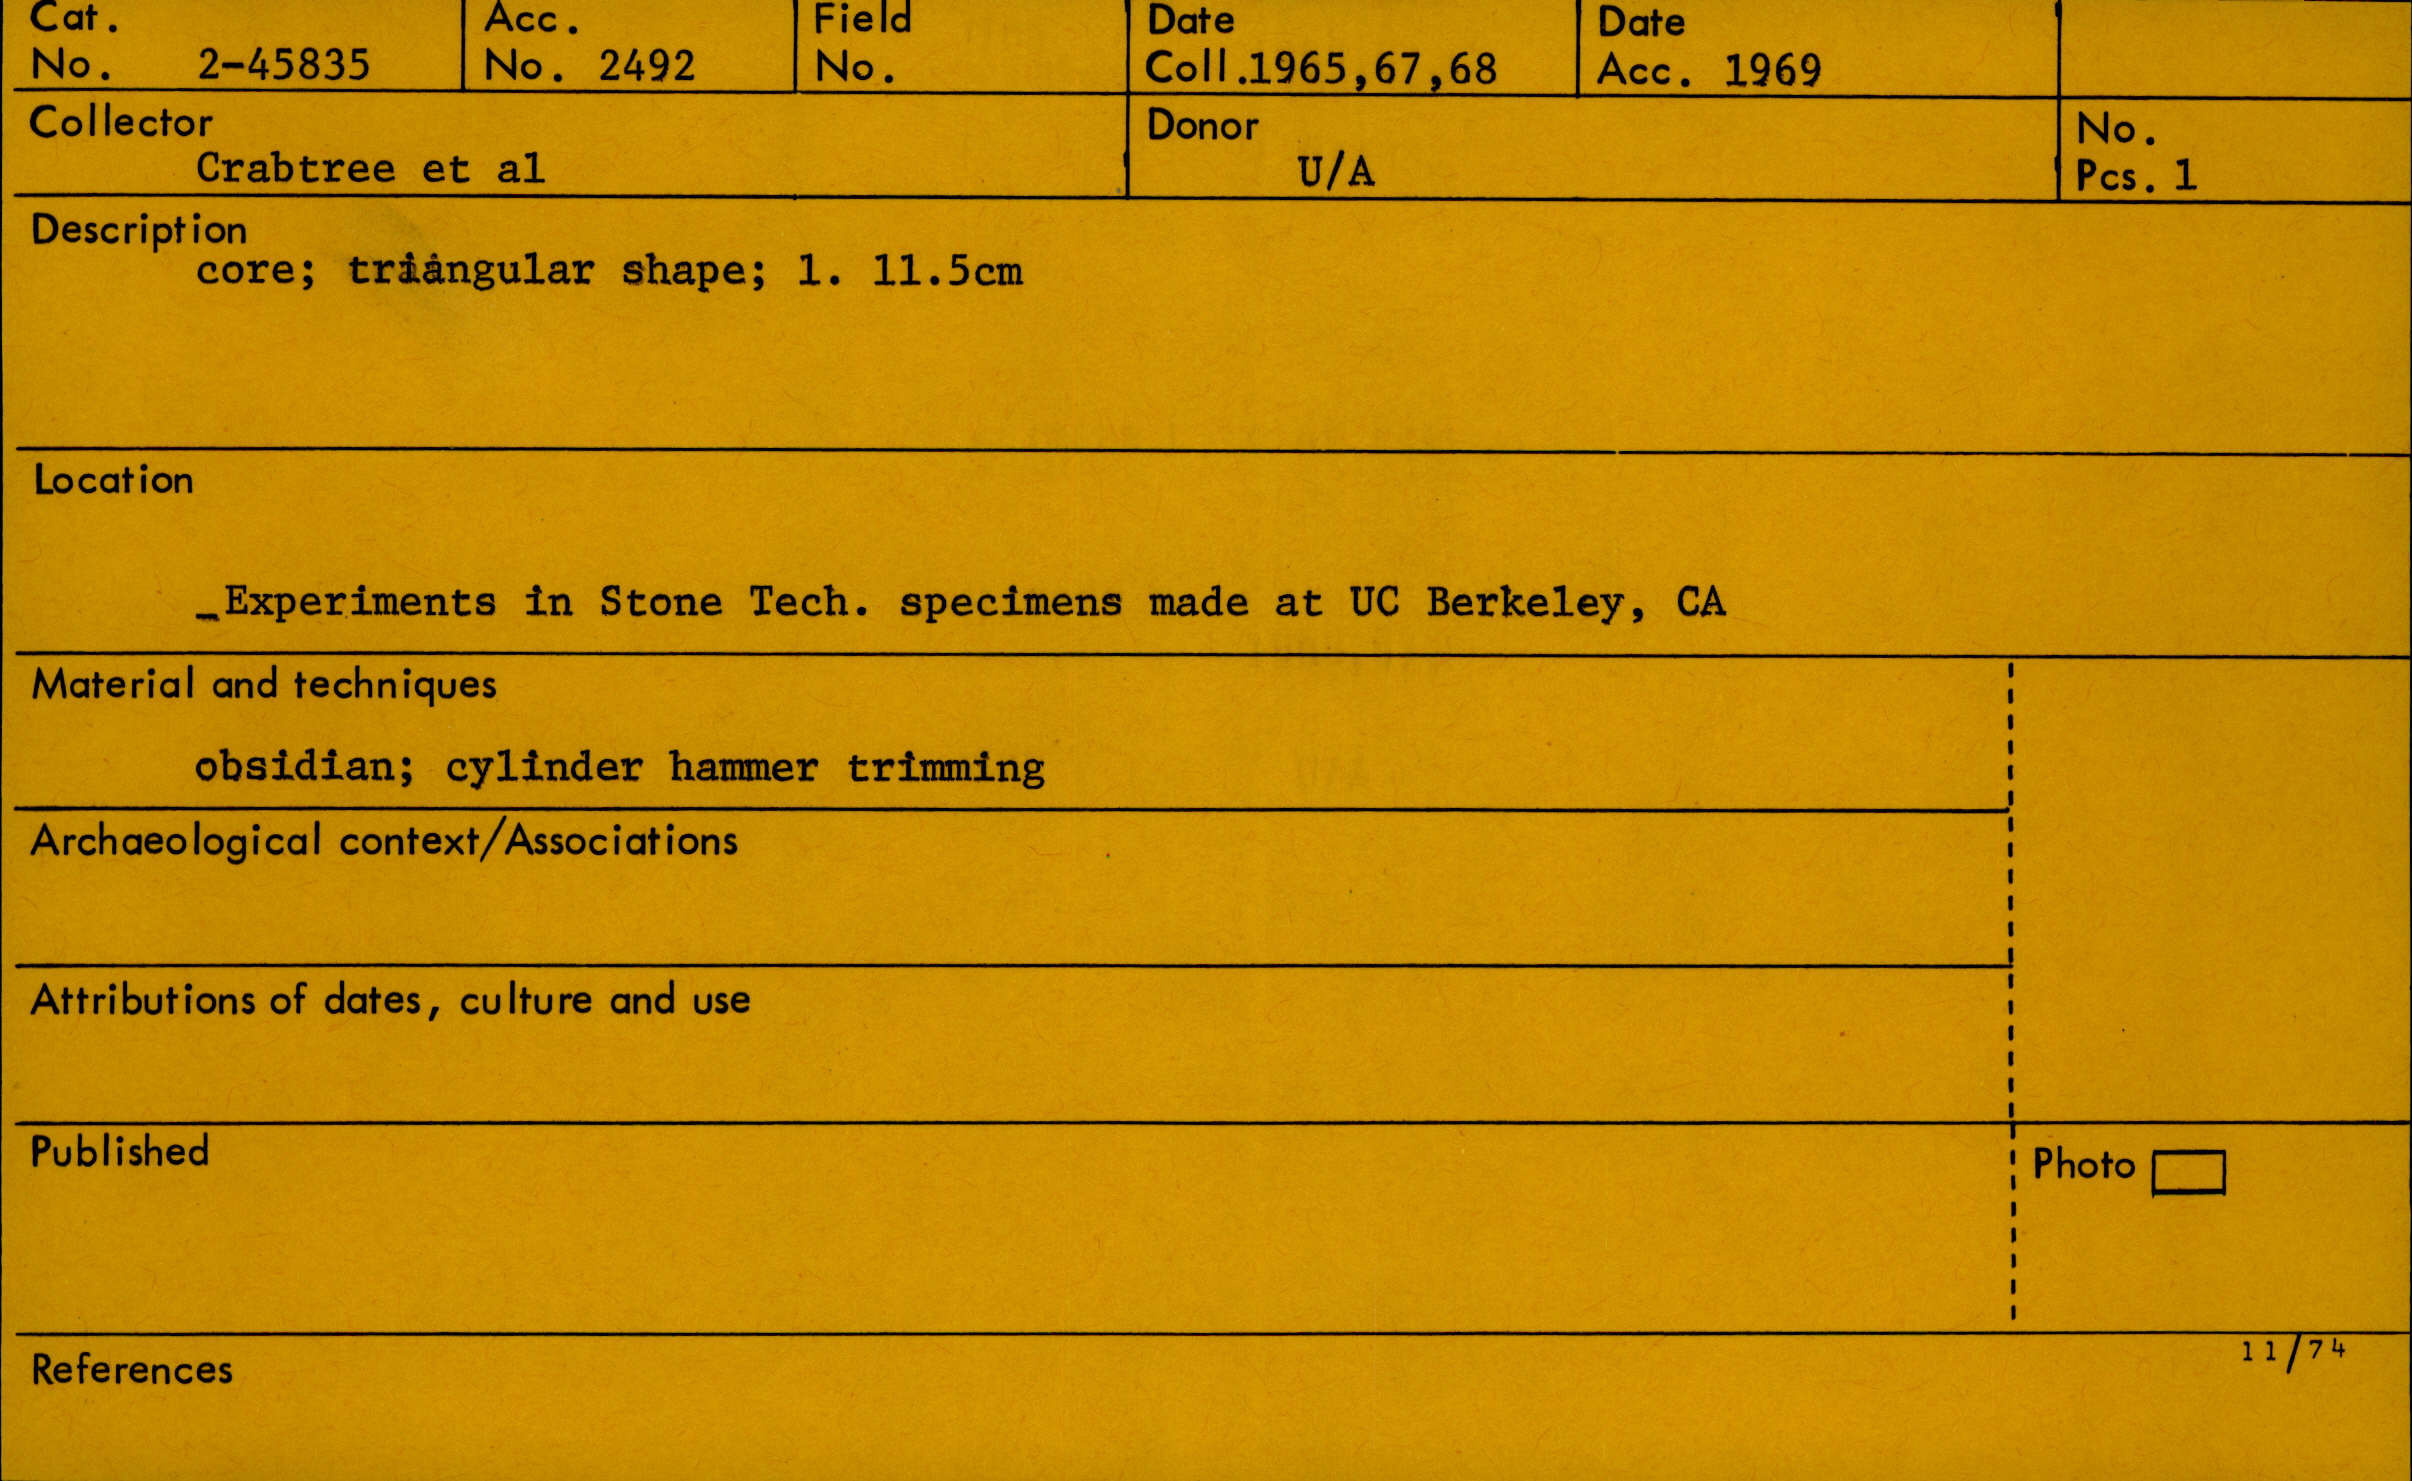 Cat. No. 2-45835
Acc. No. 2492
Field No.
Date Coll.1965,67,68
Date Acc. 1969
Collector
Crabtree et al
Donor
U/A
No. Pcs. 1
Description
core; triangular shape; l. 11.5cm
Location
_Experiments in Stone Tech. specimens made at UC Berkeley, CA
Material and techniques
obsidian; cylinder hammer trimming
Archaeological context/Associations
Attributions of dates, culture and use
Published
Photo
11/74
References